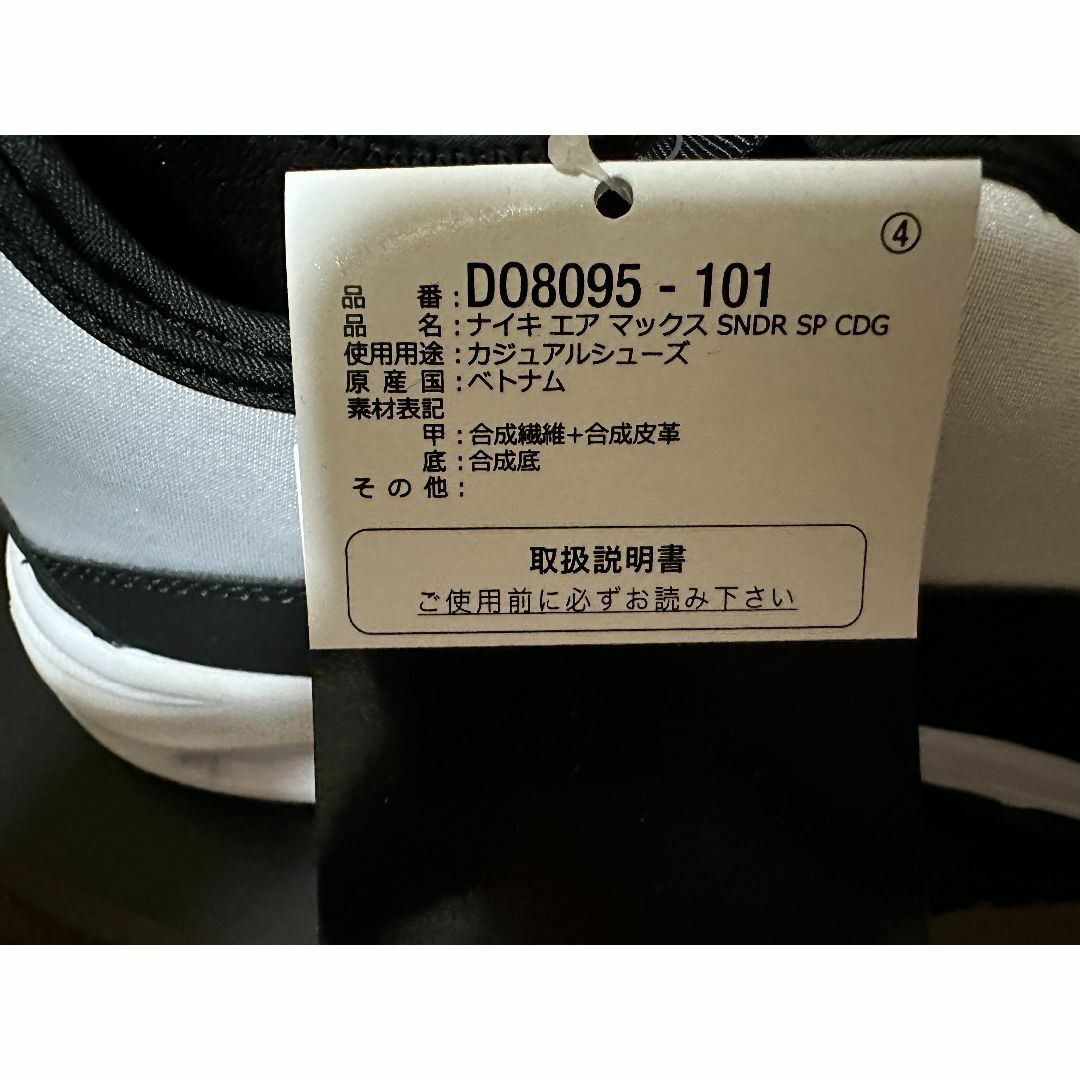 ④
品番:DO8095-101
品名:ナイキ エア マックス SNDR SP CDG
使用用途:カジュアルシューズ
原産国:ベトナム
素材表記
甲:合成繊維+合成皮革
底:合成底
その他:
取扱説明書
ご使用前に必ずお読み下さい